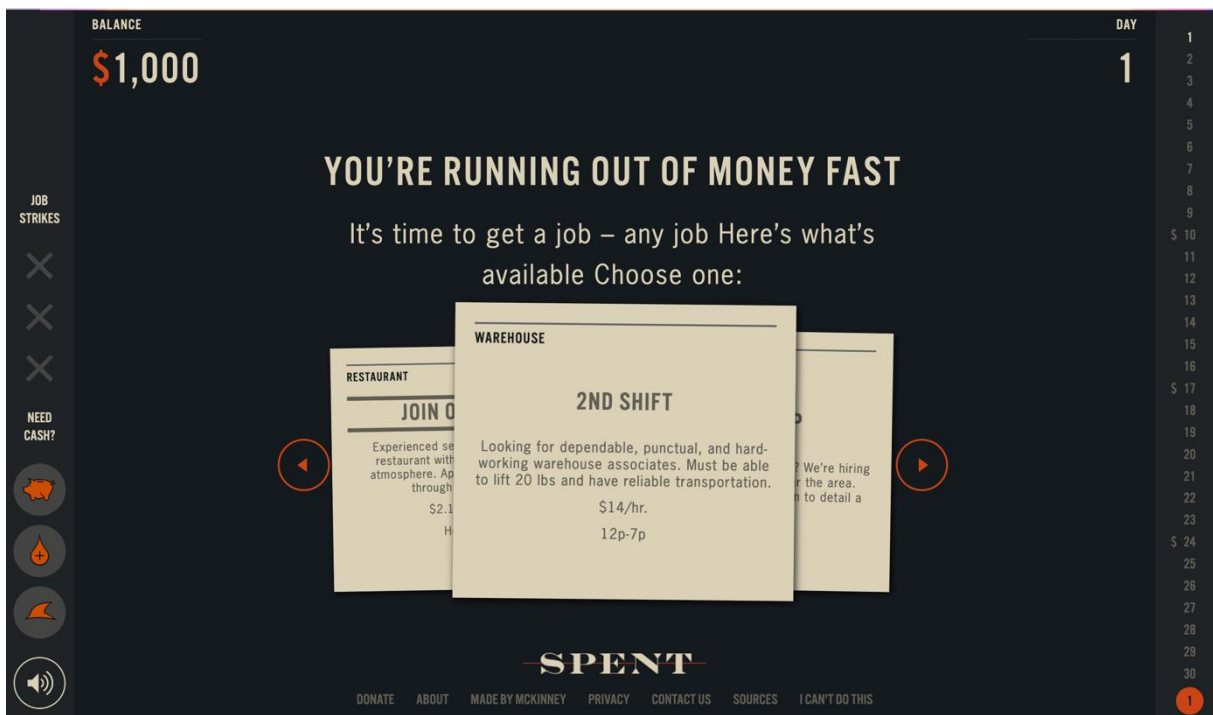 BALANCE
$1,000
DAY
1
YOU'RE RUNNING OUT OF MONEY FAST
It's time to get a job – any job Here's what's
available Choose one:
JOB
STRIKES
NEED
CASH?
RESTAURANT
JOIN
Experienced
restaurant with
atmosphere.
through
$2.1
WAREHOUSE
2ND SHIFT
Looking for dependable, punctual, and hard-
working warehouse associates. Must be able
to lift 20 lbs and have reliable transportation.
$14/hr.
12p-7p
? We're hiring
the area.
to detail a
SPENT
DONATE ABOUT MADE BY MCKINNEY PRIVACY CONTACT US SOURCES I CAN'T DO THIS
1
2
3
4
5
6
7
8
9
$ 10
11
12
13
14
15
16
$ 17
18
19
20
21
22
23
$ 24
25
26
27
28
29
30
1